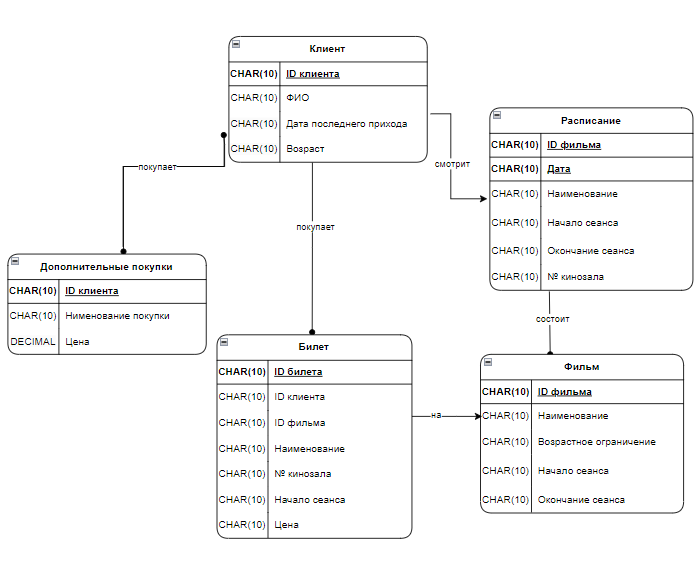 Клиент
CHAR(10) ID клиента
CHAR(10) ФИО
CHAR(10) Дата последнего прихода
CHAR(10) Возраст
смотрит
покупает
покупает
Расписание
CHAR(10) ID фильма
CHAR(10) Дата
CHAR(10) Наименование
CHAR(10) Начало сеанса
CHAR(10) Окончание сеанса
CHAR(10) № кинозала
состоит
Дополнительные покупки
CHAR(10) ID клиента
CHAR(10) Нименование покупки
DECIMAL Цена
Билет
CHAR(10) ID билета
CHAR(10) ID клиента
CHAR(10) ID фильма
CHAR(10) Наименование
CHAR(10) № кинозала
CHAR(10) Начало сеанса
CHAR(10) Цена
на
Фильм
CHAR(10) ID фильма
CHAR(10) Наименование
CHAR(10) Возрастное ограничение
CHAR(10) Начало сеанса
CHAR(10) Окончание сеанса